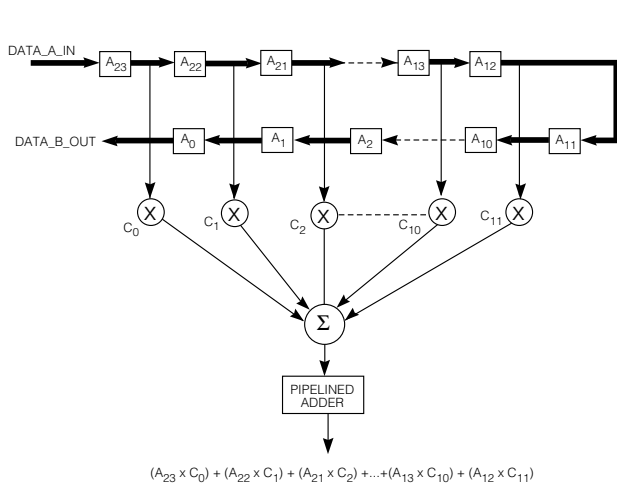 DATA_A_IN
A23 A22 A21 A13 A12
DATA_B_OUT A0 A1 A2 A10 A11
X X X X X
C0 C1 C2 C10 C11
Σ
PIPELINED
ADDER
(A23 x C0) + (A22 x C1) + (A21 x C2) +...+(A13 x C10) + (A12 x C11)